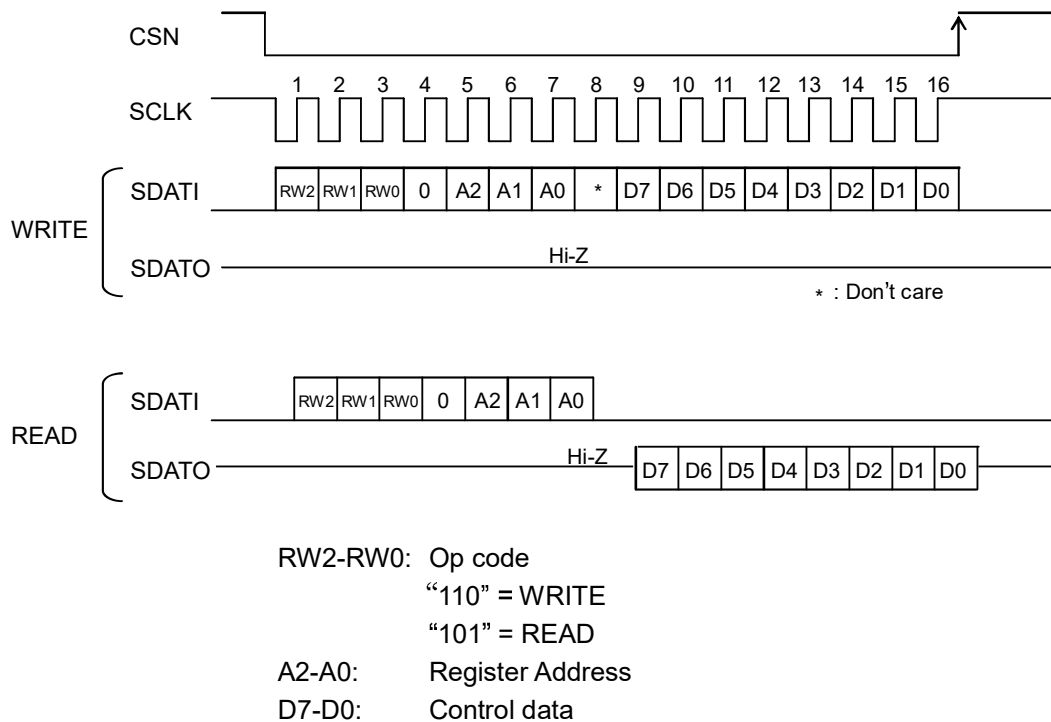 CSN
1 2 3 4 5 6 7 8 9 10 11 12 13 14 15 16
SCLK
SDATI RW2 RW1 RW0 0 A2 A1 A0 * D7 D6 D5 D4 D3 D2 D1 D0
WRITE
Hi-Z
SDATO
* : Don't care
SDATI RW2 RW1 RW0 0 A2 A1 A0
READ
Hi-Z
SDATO D7 D6 D5 D4 D3 D2 D1 D0
RW2-RW0: Op code
“110” = WRITE
“101” = READ
A2-A0: Register Address
D7-D0: Control data